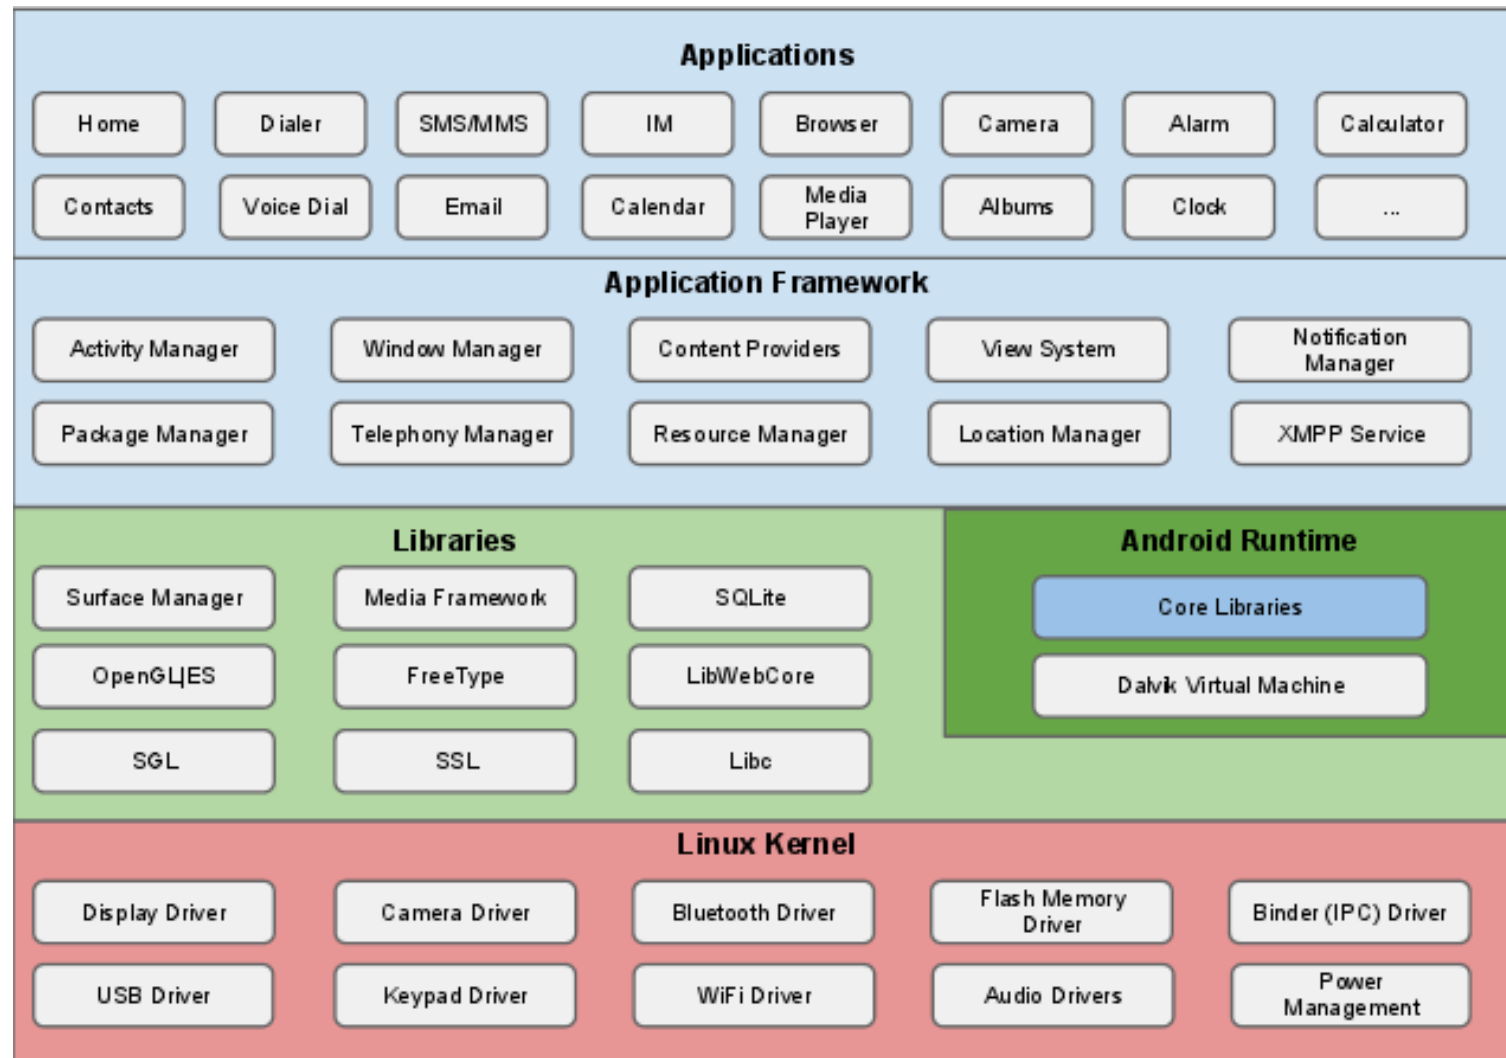 Applications
Home
Dialer
SMS/MMS
IM
Browser
Camera
Alarm
Calculator
Contacts
Voice Dial
Email
Calendar
Media
Player
Albums
Clock
...
Application Framework
Activity Manager
Window Manager
Content Providers
View System
Notification
Manager
Package Manager
Telephony Manager
Resource Manager
Location Manager
XMPP Service
Libraries
Surface Manager
Media Framework
SQLite
OpenGL|ES
FreeType
LibWebCore
SGL
SSL
Libc
Android Runtime
Core Libraries
Dalvik Virtual Machine
Linux Kernel
Display Driver
Camera Driver
Bluetooth Driver
Flash Memory
Driver
Binder (IPC) Driver
USB Driver
Keypad Driver
WiFi Driver
Audio Drivers
Power
Management